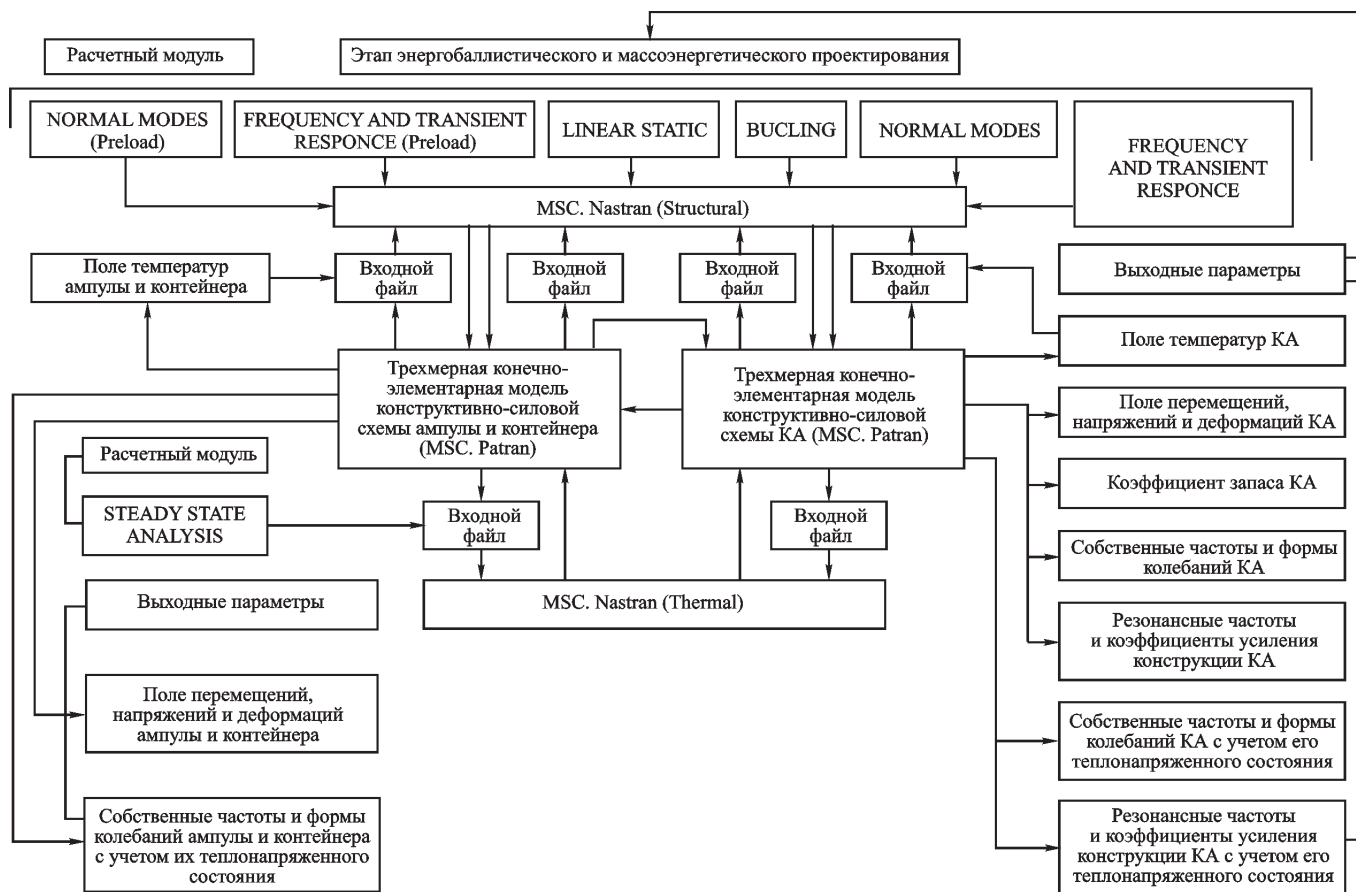 Расчетный модуль
Этап энергобаллистического и массоэнергетического проектирования
NORMAL MODES
(Preload)
FREQUENCY AND TRANSIENT
RESPONCE (Preload)
LINEAR STATIC
BUCLING
NORMAL MODES
FREQUENCY
AND TRANSIENT
RESPONCE
MSC. Nastran (Structural)
Поле температур
ампулы и контейнера
Входной
файл
Входной
файл
Входной
файл
Входной
файл
Выходные параметры
Поле температур КА
Трехмерная конечно-
элементарная модель
конструктивно-силовой
схемы ампулы и контейнера
(MSC. Patran)
Трехмерная конечно-
элементарная модель
конструктивно-силовой
схемы КА (MSC. Patran)
Поле перемещений,
напряжений и деформаций КА
Расчетный модуль
Коэффициент запаса КА
STEADY STATE
ANALYSIS
Входной
файл
Входной
файл
Собственные частоты и формы
колебаний КА
MSC. Nastran (Thermal)
Выходные параметры
Резонансные частоты
и коэффициенты усиления
конструкции КА
Поле перемещений,
напряжений и деформаций
ампулы и контейнера
Собственные частоты и формы
колебаний КА с учетом его
теплонапряженного состояния
Собственные частоты и формы
колебаний ампулы и контейнера
с учетом их теплонапряженного
состояния
Резонансные частоты
и коэффициенты усиления
конструкции КА с учетом его
теплонапряженного состояния